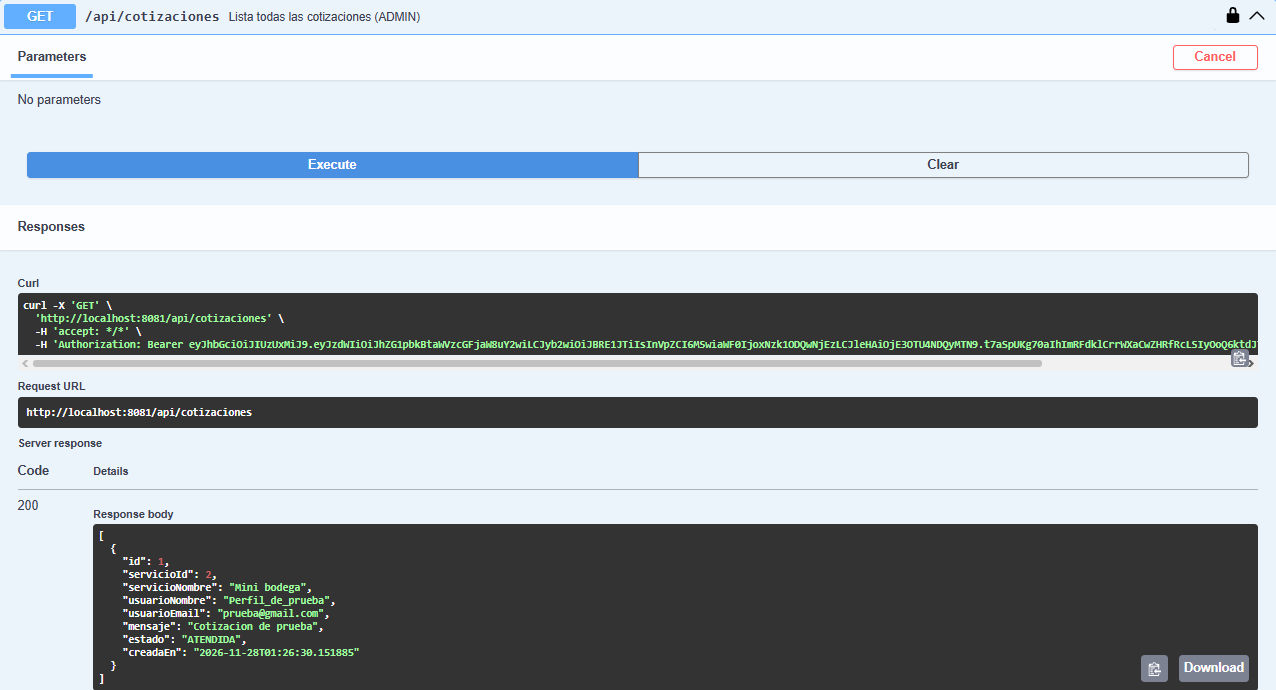 GET /api/cotizaciones Lista todas las cotizaciones (ADMIN)
Parameters
Cancel
No parameters
Execute
Clear
Responses
Curl
curl -X 'GET' \
'http://localhost:8081/api/cotizaciones' \
-H 'accept: */*' \
-H 'Authorization: Bearer
Request URL
http://localhost:8081/api/cotizaciones
Server response
Code Details
200
Response body
[
{
"id": 1,
"servicioId": 2,
"servicioNombre": "Mini bodega",
"usuarioNombre": "Perfil_de_prueba",
"usuarioEmail": "prueba@gmail.com",
"mensaje": "Cotizacion de prueba",
"estado": "ATENDIDA",
"creadaEn": "2026-11-28T01:26:30.151885"
}
]
Download